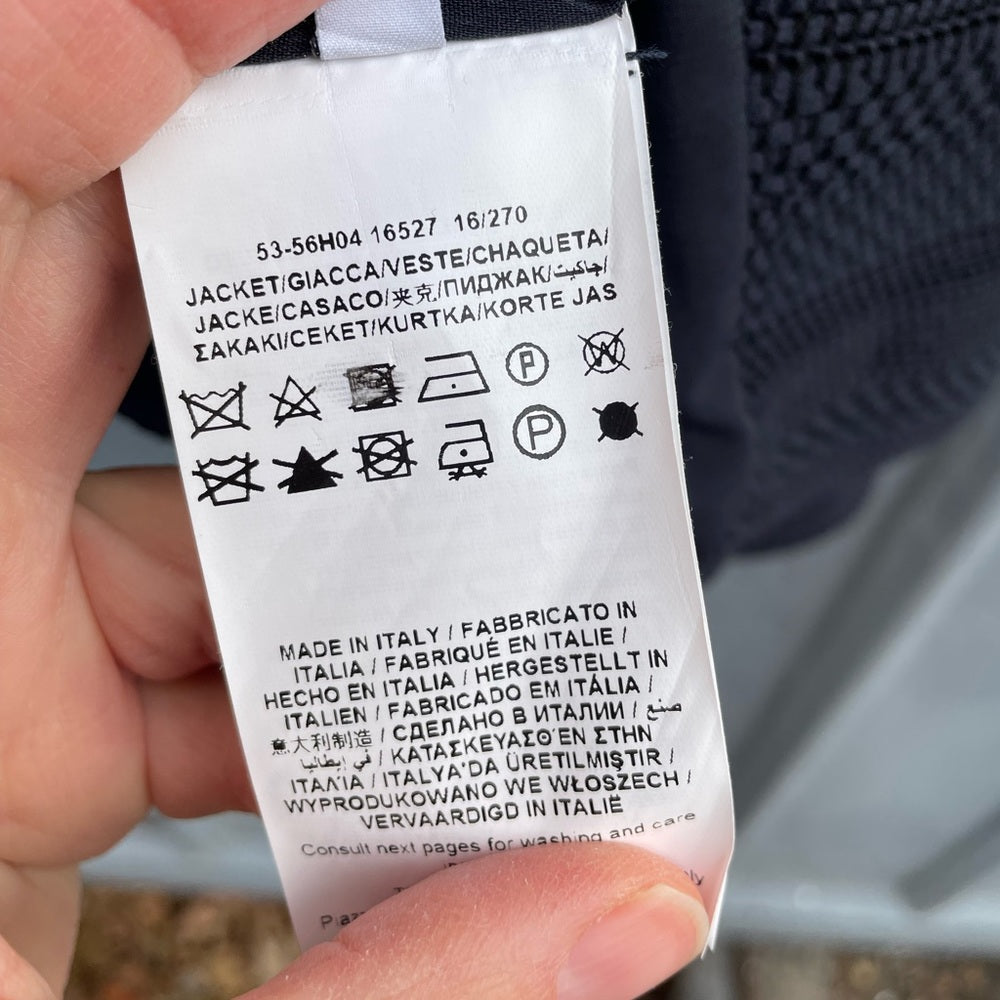 53-56H04 16527 16/270
JACKET/GIACCA/VESTE/CHAQUETA/
JACKE/CASACO/夹克/ПИДЖАК/جاكيت/
ΣΑΚΑΚΙ/CEKET/KURTKA/KORTE JAS
P W
P
MADE IN ITALY / FABBRICATO IN
ITALIA / FABRIQUÉ EN ITALIE /
HECHO EN ITALIA / HERGESTELLT IN
ITALIEN / FABRICADO EM ITÁLIA /
意大利制造 / СДЕЛАНО В ИТАЛИИ / صنع
في إيطاليا / ΚΑΤΑΣΚΕΥΑΣΘΕΝ ΣΤΗΝ
ΙΤΑΛΙΑ / ITALYA'DA ÜRETILMIŞTIR /
WYPRODUKOWANO WE WŁOSZECH /
VERVAARDIGD IN ITALIË
Consult next pages for washing and care